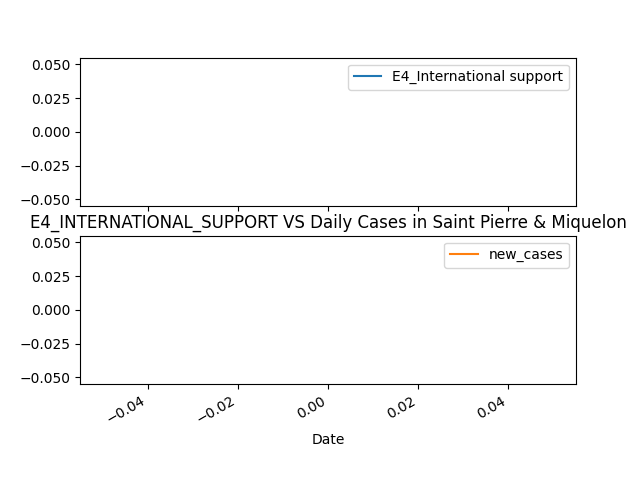 0.050
0.025
0.000
−0.025
−0.050
E4_International support
E4_INTERNATIONAL_SUPPORT VS Daily Cases in Saint Pierre & Miquelon
0.050
0.025
0.000
−0.025
−0.050
new_cases
−0.04 −0.02 0.00 0.02 0.04
Date